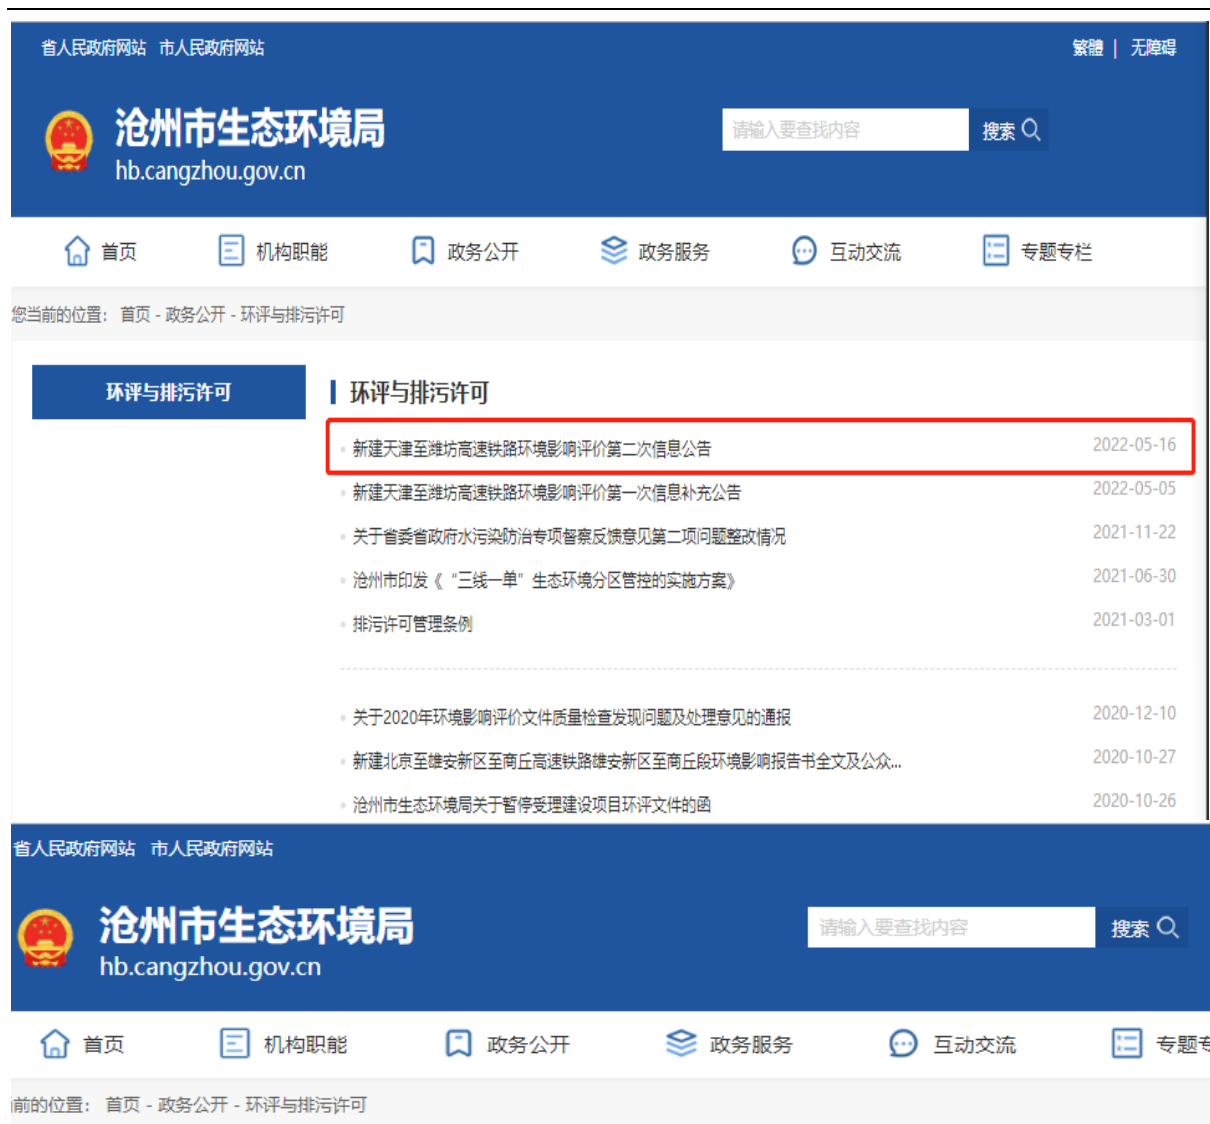 省人民政府网站 市人民政府网站 繁體 | 无障碍
沧州市生态环境局
请输入要查找内容 搜索
hb.cangzhou.gov.cn
首页 机构职能 政务公开 政务服务 互动交流 专题专栏
您当前的位置： 首页 - 政务公开 - 环评与排污许可
环评与排污许可 环评与排污许可
新建天津至潍坊高速铁路环境影响评价第二次信息公告 2022-05-16
新建天津至潍坊高速铁路环境影响评价第一次信息补充公告 2022-05-05
关于省委省政府水污染防治专项督察反馈意见第二项问题整改情况 2021-11-22
沧州市印发《 “三线一单” 生态环境分区管控的实施方案》 2021-06-30
排污许可管理条例 2021-03-01
关于2020年环境影响评价文件质量检查发现问题及处理意见的通报 2020-12-10
新建北京至雄安新区至商丘高速铁路雄安新区至商丘段环境影响报告书全文及公众... 2020-10-27
沧州市生态环境局关于暂停受理建设项目环评文件的函 2020-10-26
省人民政府网站 市人民政府网站
沧州市生态环境局
请输入要查找内容 搜索
hb.cangzhou.gov.cn
首页 机构职能 政务公开 政务服务 互动交流 专题
前的位置： 首页 - 政务公开 - 环评与排污许可